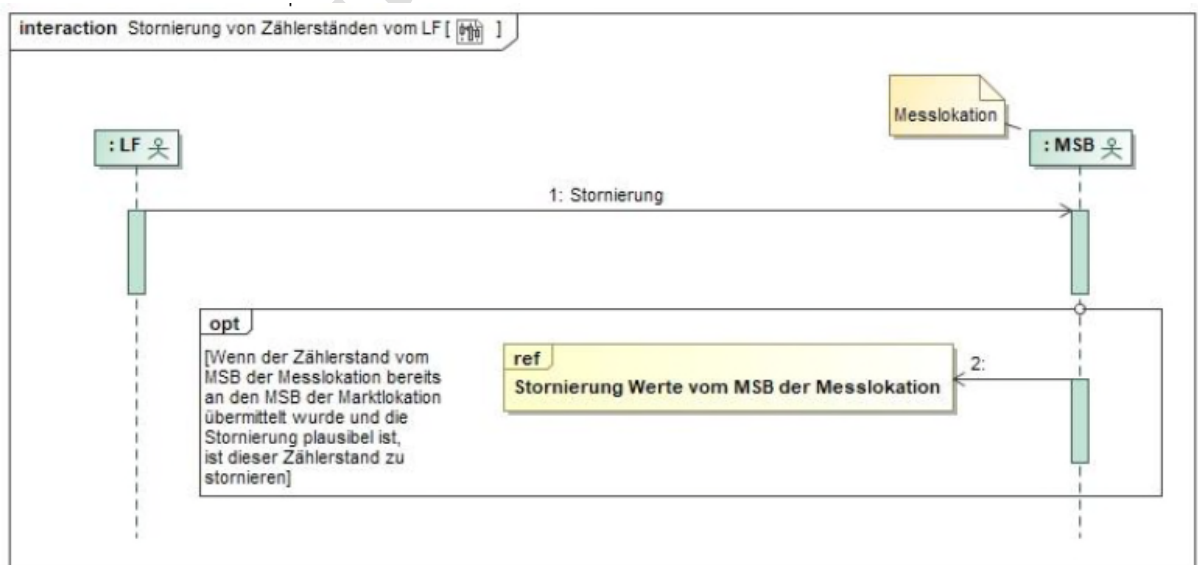 interaction Stornierung von Zählerständen vom LF [ ]
Messlokation
: LF
: MSB
1: Stornierung
opt
[Wenn der Zählerstand vom
MSB der Messlokation bereits
an den MSB der Marktlokation
übermittelt wurde und die
Stornierung plausibel ist,
ist dieser Zählerstand zu
stornieren]
ref
Stornierung Werte vom MSB der Messlokation
2: